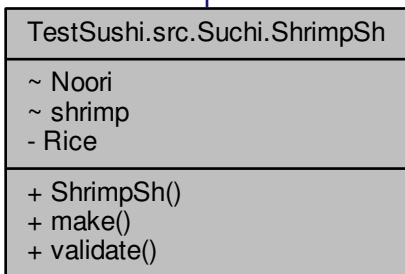 TestSushi.src.Suchi.ShrimpSh
~ Noori
~ shrimp
- Rice
+ ShrimpSh()
+ make()
+ validate()